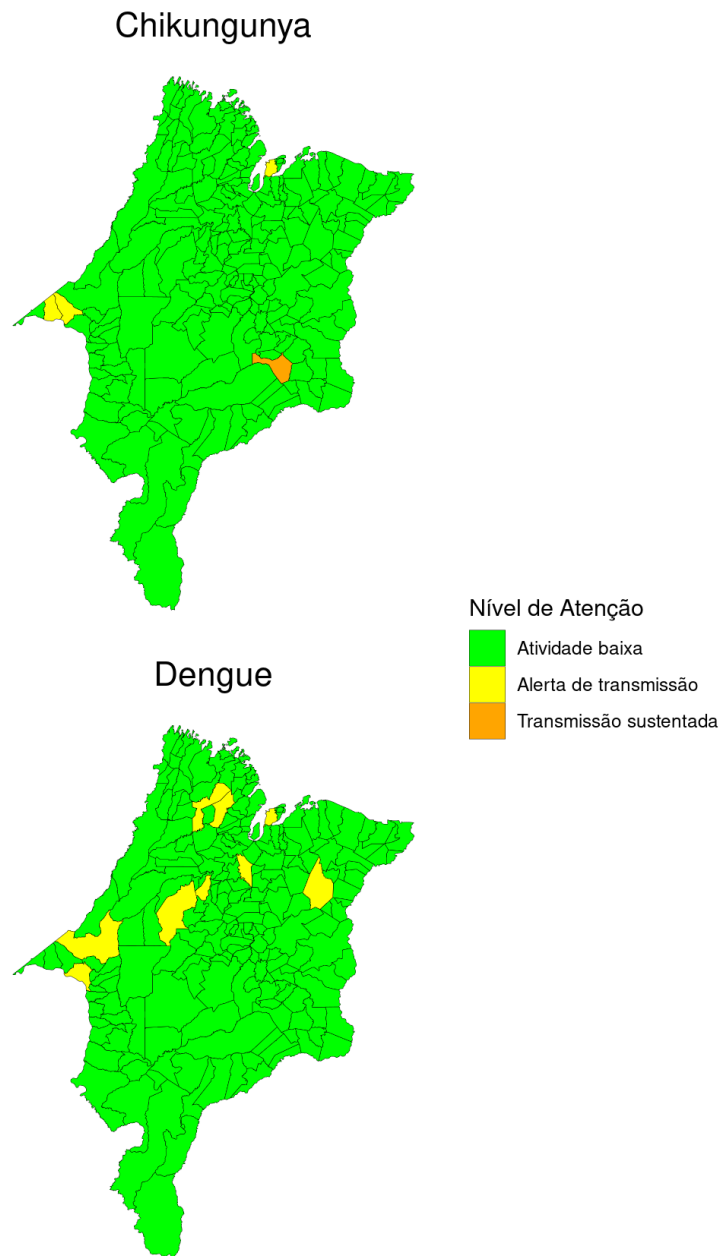 Chikungunya
Nível de Atenção
Atividade baixa
Alerta de transmissão
Transmissão sustentada
Dengue